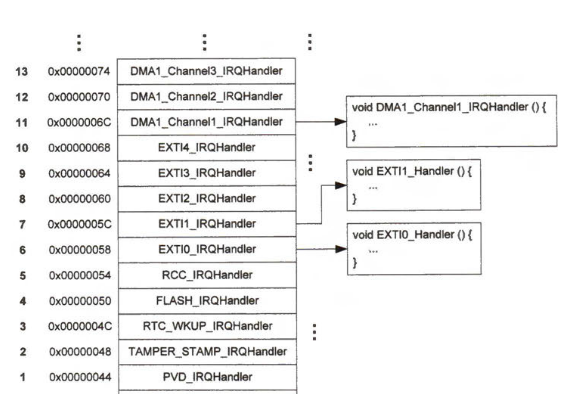 13 0x00000074 DMA1_Channel3_IRQHandler
12 0x00000070 DMA1_Channel2_IRQHandler
11 0x0000006C DMA1_Channel1_IRQHandler
void DMA1_Channel1_IRQHandler () {
...
}
10 0x00000068 EXTI4_IRQHandler
9 0x00000064 EXTI3_IRQHandler
8 0x00000060 EXTI2_IRQHandler
void EXTI1_Handler () {
...
}
7 0x0000005C EXTI1_IRQHandler
6 0x00000058 EXTI0_IRQHandler
void EXTI0_Handler () {
...
}
5 0x00000054 RCC_IRQHandler
4 0x00000050 FLASH_IRQHandler
3 0x0000004C RTC_WKUP_IRQHandler
2 0x00000048 TAMPER_STAMP_IRQHandler
1 0x00000044 PVD_IRQHandler